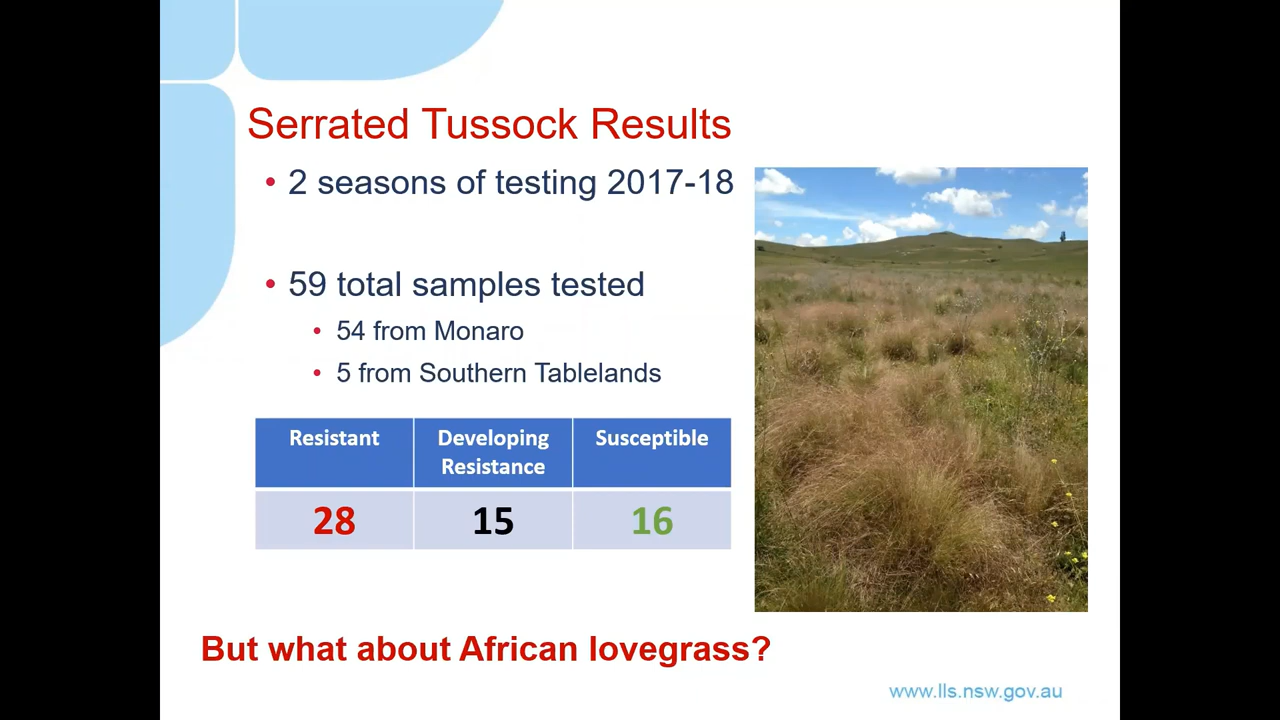 Serrated Tussock Results
• 2 seasons of testing 2017-18
• 59 total samples tested
• 54 from Monaro
• 5 from Southern Tablelands
Resistant Developing Resistance Susceptible
28 15 16
But what about African lovegrass?
www.lls.nsw.gov.au